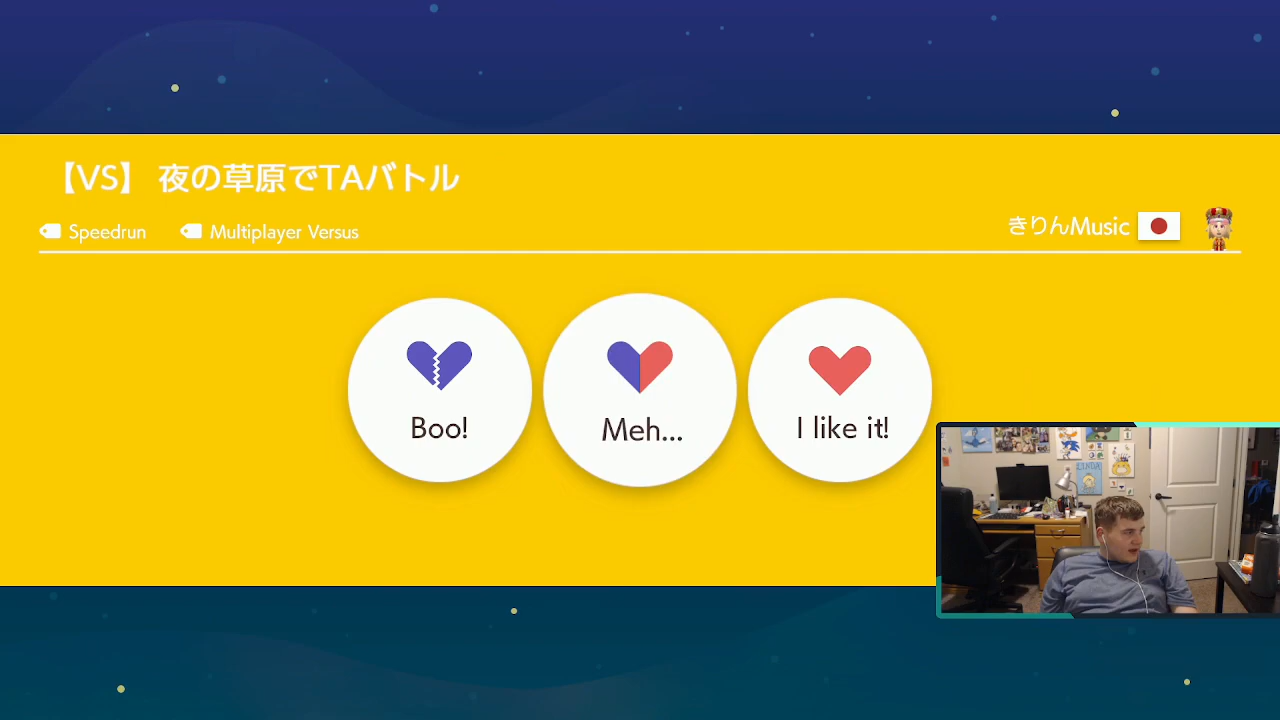 【VS】 夜の草原でTAバトル
Speedrun
Multiplayer Versus
きりんMusic
Boo!
Meh...
I like it!
LINDA